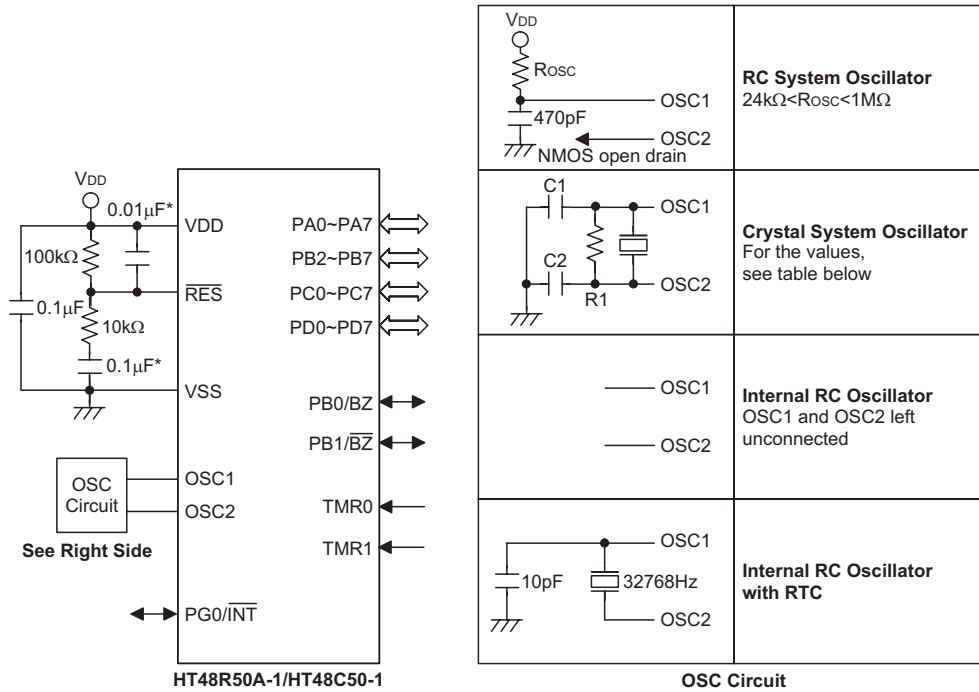 VDD
0.01μF*
100kΩ
0.1μF
10kΩ
0.1μF*
VDD
RES
VSS
OSC1
OSC2
PG0/INT
PA0~PA7
PB2~PB7
PC0~PC7
PD0~PD7
PB0/BZ
PB1/BZ
TMR0
TMR1
OSC
Circuit
See Right Side
HT48R50A-1/HT48C50-1
VDD
ROSC
OSC1
470pF
OSC2
NMOS open drain
RC System Oscillator
24kΩ<ROSC<1MΩ
C1
OSC1
C2
R1
OSC2
Crystal System Oscillator
For the values,
see table below
OSC1
OSC2
Internal RC Oscillator
OSC1 and OSC2 left
unconnected
OSC1
10pF
32768Hz
OSC2
Internal RC Oscillator
with RTC
OSC Circuit